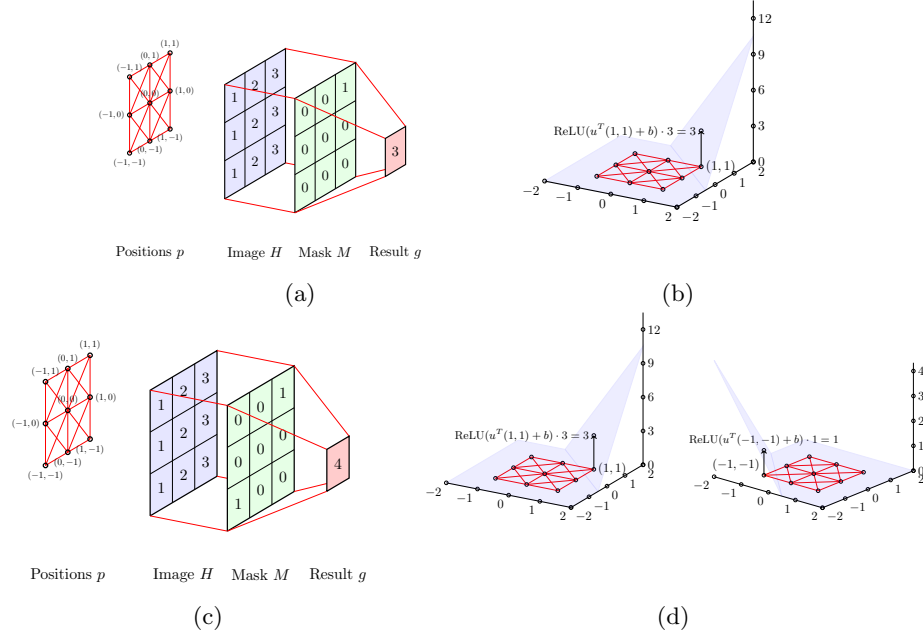 (1, 1)
(0, 1)
(−1, 1)
(0, 0)
(1, 0)
(−1, 0)
(1, −1)
(0, −1)
(−1, −1)
1 2 3
1 2 3
1 2 3
0 0 1
0 0 0
0 0 0
3
Positions p Image H Mask M Result g
(a)
12
9
6
3
0
ReLU(u^T(1, 1) + b) · 3 = 3
(1, 1)
−2 −1 0 1 2
−2 −1 0 1 2
(b)
(1, 1)
(0, 1)
(−1, 1)
(0, 0)
(1, 0)
(−1, 0)
(1, −1)
(0, −1)
(−1, −1)
1 2 3
1 2 3
1 2 3
0 0 1
0 0 0
1 0 0
4
Positions p Image H Mask M Result g
(c)
12
9
6
3
0
ReLU(u^T(1, 1) + b) · 3 = 3
(1, 1)
−2 −1 0 1 2
−2 −1 0 1 2
4
3
2
1
0
ReLU(u^T(−1, −1) + b) · 1 = 1
(−1, −1)
−2 −1 0 1 2
−2 −1 0 1 2
(d)